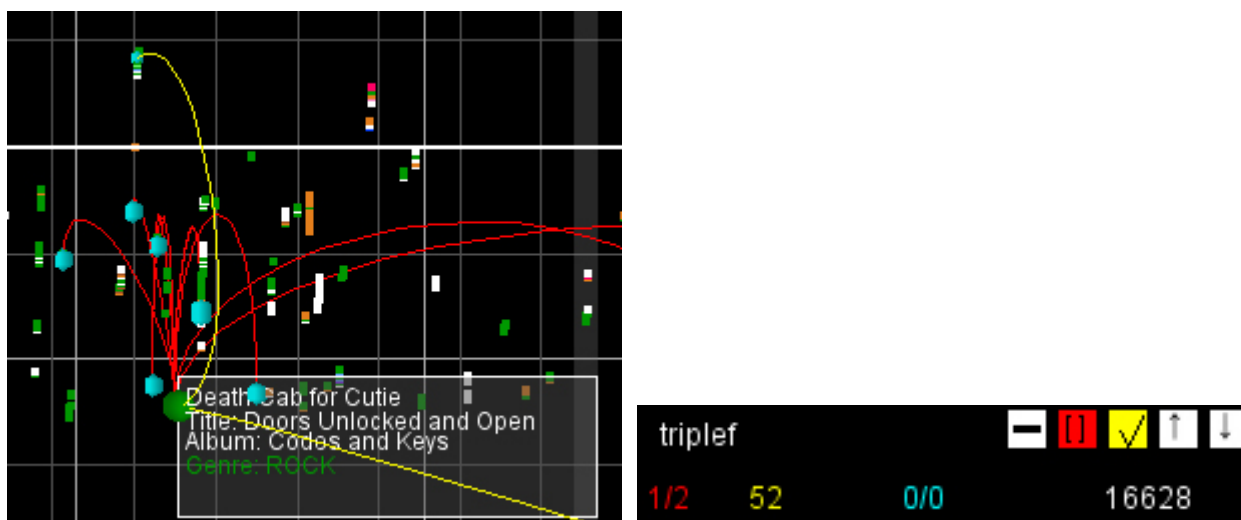 Death Cab for Cutie
Title: Doors Unlocked and Open
Album: Codes and Keys
Genre: ROCK
triplef
1/2 52 0/0 16628